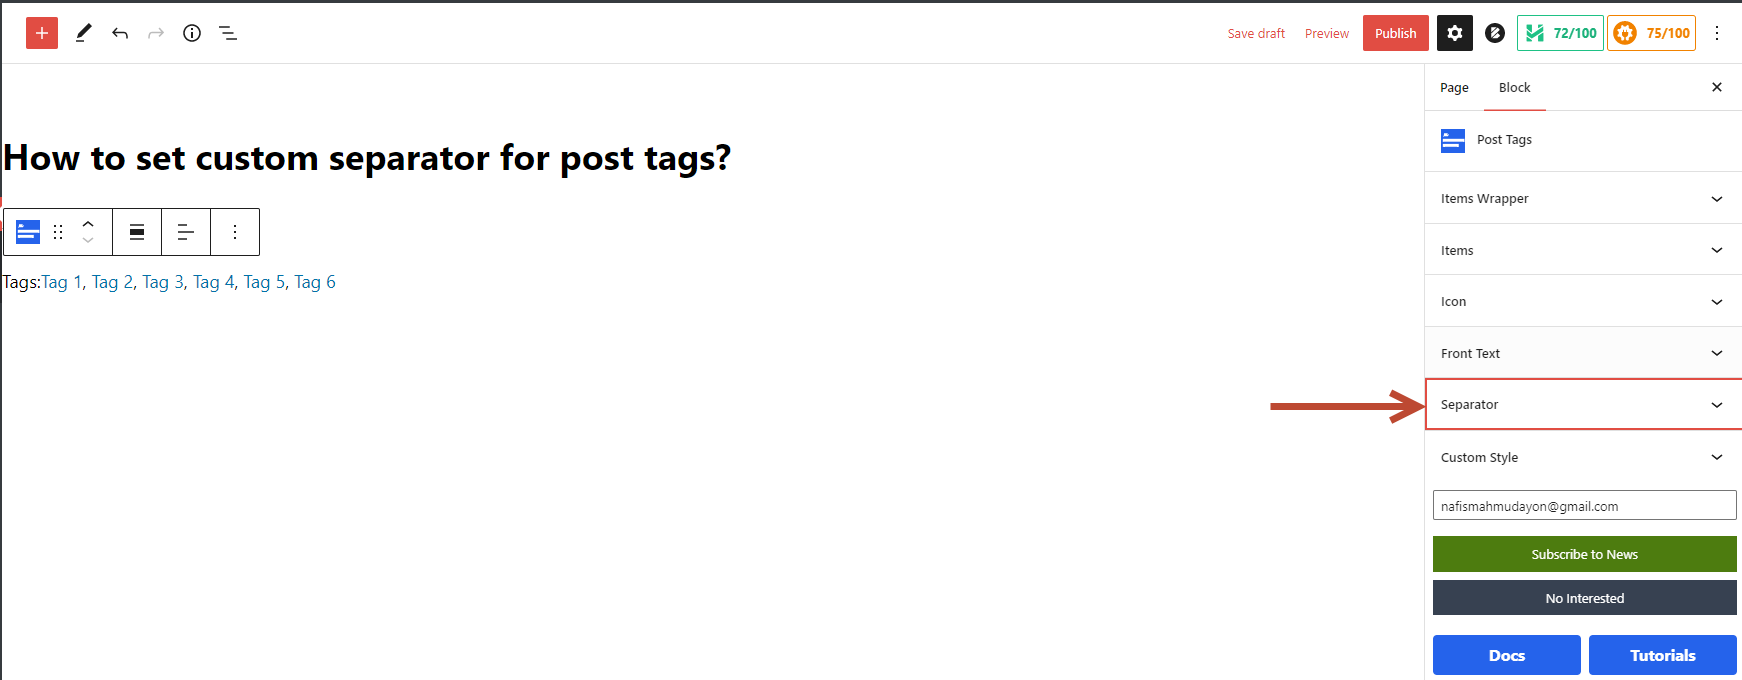 Save draft
Preview
Publish
72/100
75/100
Page
Block
How to set custom separator for post tags?
Tags:Tag 1, Tag 2, Tag 3, Tag 4, Tag 5, Tag 6
Post Tags
Items Wrapper
Items
Icon
Front Text
Separator
Custom Style
nafismahmudayon@gmail.com
Subscribe to News
No Interested
Docs
Tutorials